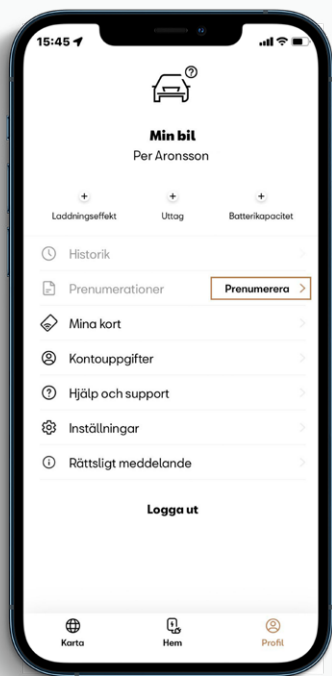 15:45
?
Min bil
Per Aronsson
+ + +
Laddningseffekt Uttag Batterikapacitet
Historik
Prenumerationer Prenumerera
Mina kort
Kontouppgifter
Hjälp och support
Inställningar
Rättsligt meddelande
Logga ut
Karta Hem Profil